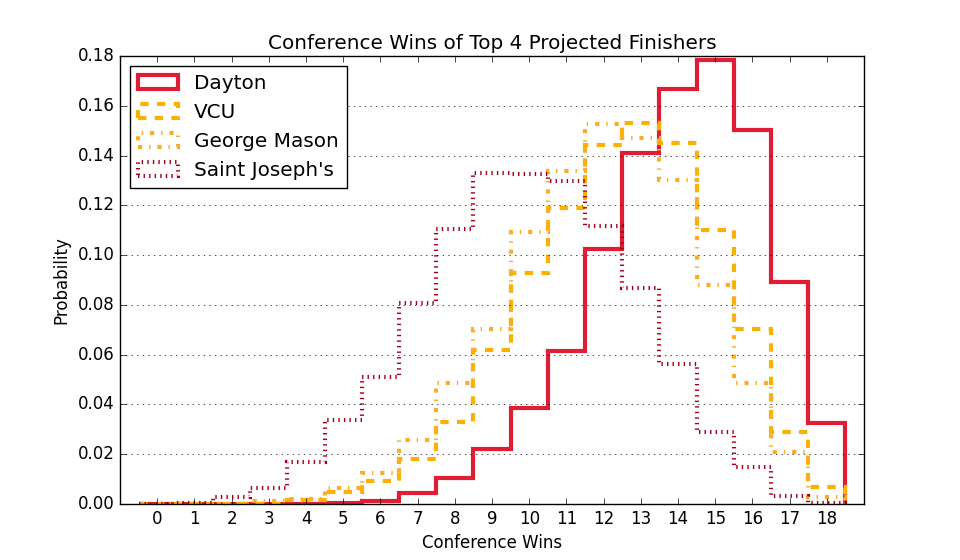 Conference Wins of Top 4 Projected Finishers
0.18
0.16
0.14
0.12
0.10
0.08
0.06
0.04
0.02
0.00
Probability
Dayton
VCU
George Mason
Saint Joseph's
0 1 2 3 4 5 6 7 8 9 10 11 12 13 14 15 16 17 18
Conference Wins